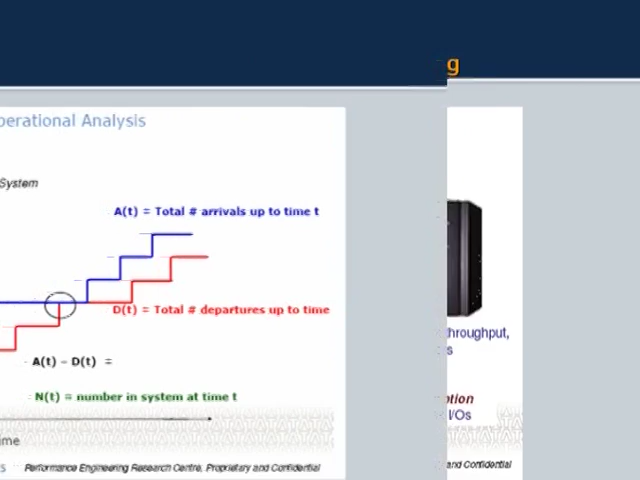 g
perational Analysis
System
A(t) = Total # arrivals up to time t
D(t) = Total # departures up to time
A(t) – D(t) =
N(t) = number in system at time t
ime
s Performance Engineering Research Centre, Proprietary and Confidential
throughput,
s
ption
I/Os
and Confidential